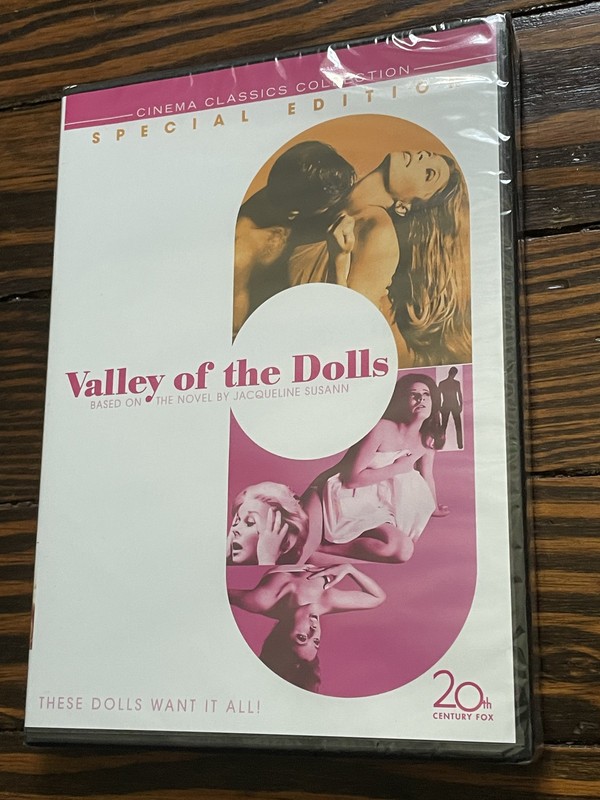 CINEMA CLASSICS COLLECTION
SPECIAL EDITION
Valley of the Dolls
BASED ON THE NOVEL BY JACQUELINE SUSANN
THESE DOLLS WANT IT ALL!
20th
CENTURY FOX